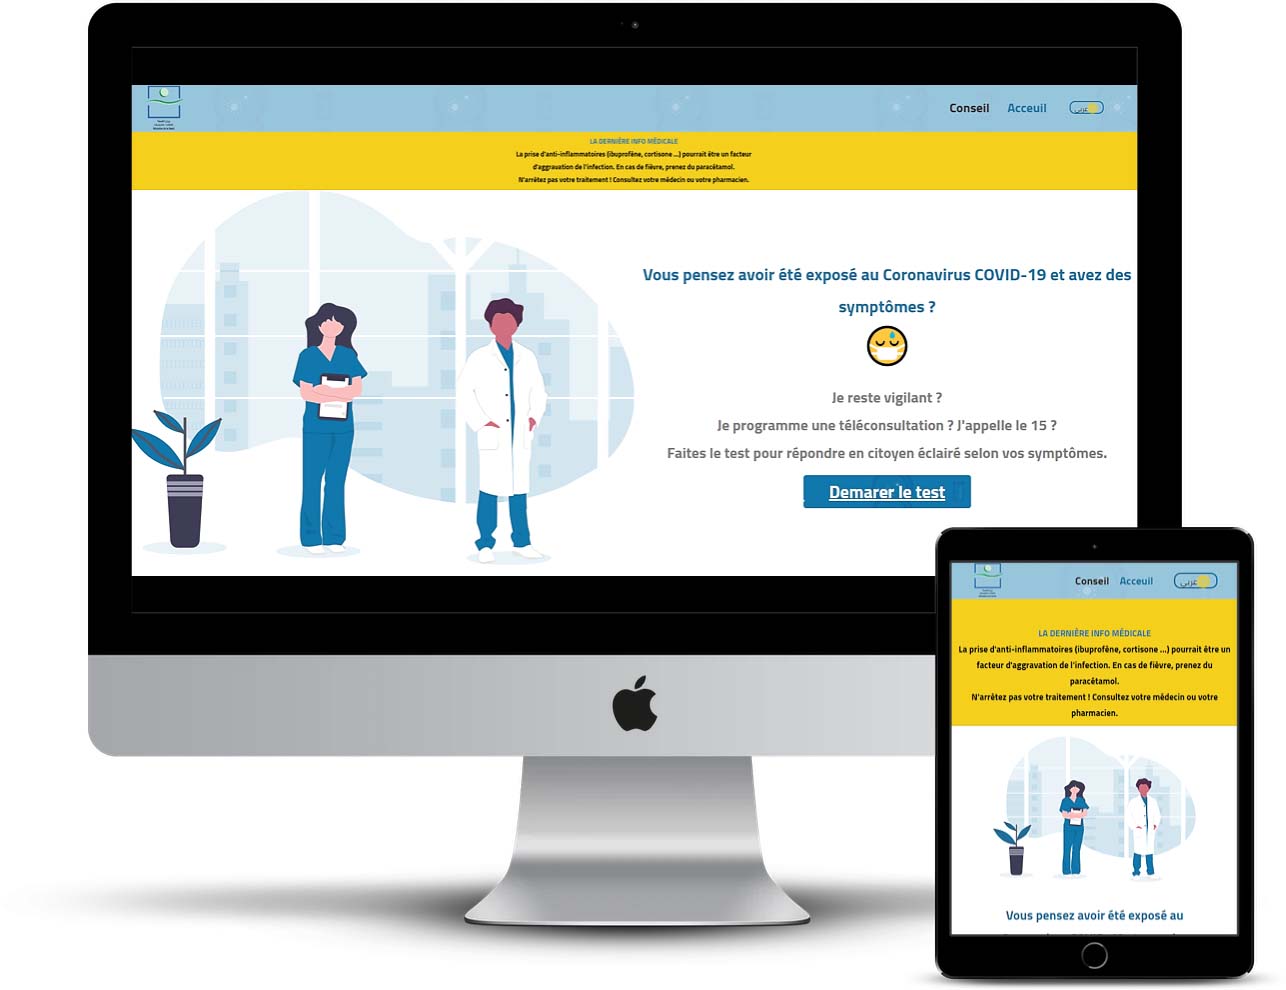 Conseil Acceuil عربي
LA DERNIÈRE INFO MÉDICALE
La prise d'anti-inflammatoires (ibuprofène, cortisone ...) pourrait être un facteur
d'aggravation de l'infection. En cas de fièvre, prenez du paracétamol.
N'arrêtez pas votre traitement ! Consultez votre médecin ou votre pharmacien.
Vous pensez avoir été exposé au Coronavirus COVID-19 et avez des
symptômes ?
Je reste vigilant ?
Je programme une téléconsultation ? J'appelle le 15 ?
Faites le test pour répondre en citoyen éclairé selon vos symptômes.
Demarer le test
Conseil Acceuil عربي
LA DERNIÈRE INFO MÉDICALE
La prise d'anti-inflammatoires (ibuprofène, cortisone ...) pourrait être un
facteur d'aggravation de l'infection. En cas de fièvre, prenez du
paracétamol.
N'arrêtez pas votre traitement ! Consultez votre médecin ou votre
pharmacien.
Vous pensez avoir été exposé au